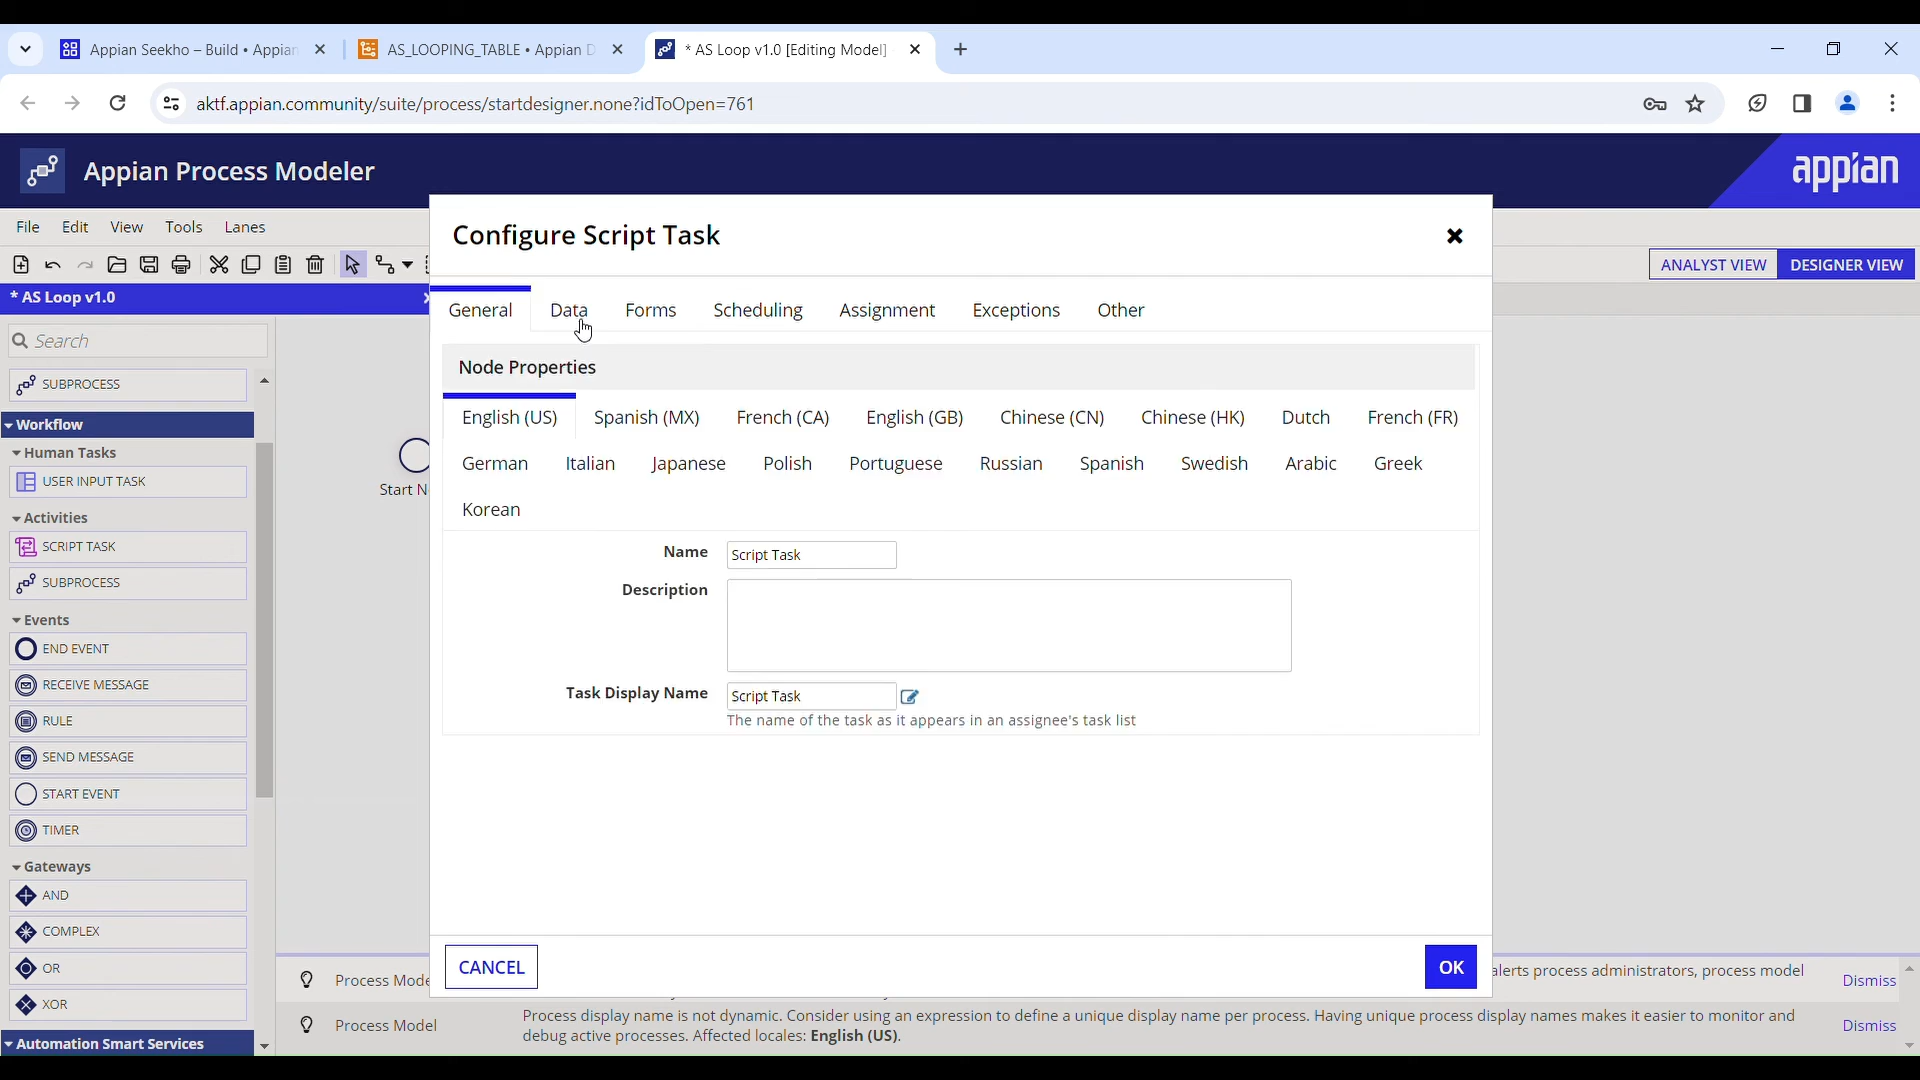 Appian Seekho – Build • Appian
AS_LOOPING_TABLE • Appian D
* AS Loop v1.0 [Editing Model]
aktf.appian.community/suite/process/startdesigner.none?idToOpen=761
Appian Process Modeler
appian
File Edit View Tools Lanes
ANALYST VIEW DESIGNER VIEW
* AS Loop v1.0
Search
SUBPROCESS
Workflow
Human Tasks
USER INPUT TASK
Activities
SCRIPT TASK
SUBPROCESS
Events
END EVENT
RECEIVE MESSAGE
RULE
SEND MESSAGE
START EVENT
TIMER
Gateways
AND
COMPLEX
OR
XOR
Automation Smart Services
Start N
Configure Script Task
General Data Forms Scheduling Assignment Exceptions Other
Node Properties
English (US) Spanish (MX) French (CA) English (GB) Chinese (CN) Chinese (HK) Dutch French (FR)
German Italian Japanese Polish Portuguese Russian Spanish Swedish Arabic Greek
Korean
Name Script Task
Description
Task Display Name Script Task
The name of the task as it appears in an assignee's task list
CANCEL OK
Process Mode alerts process administrators, process model Dismiss
Process Model Process display name is not dynamic. Consider using an expression to define a unique display name per process. Having unique process display names makes it easier to monitor and Dismiss
debug active processes. Affected locales: English (US).